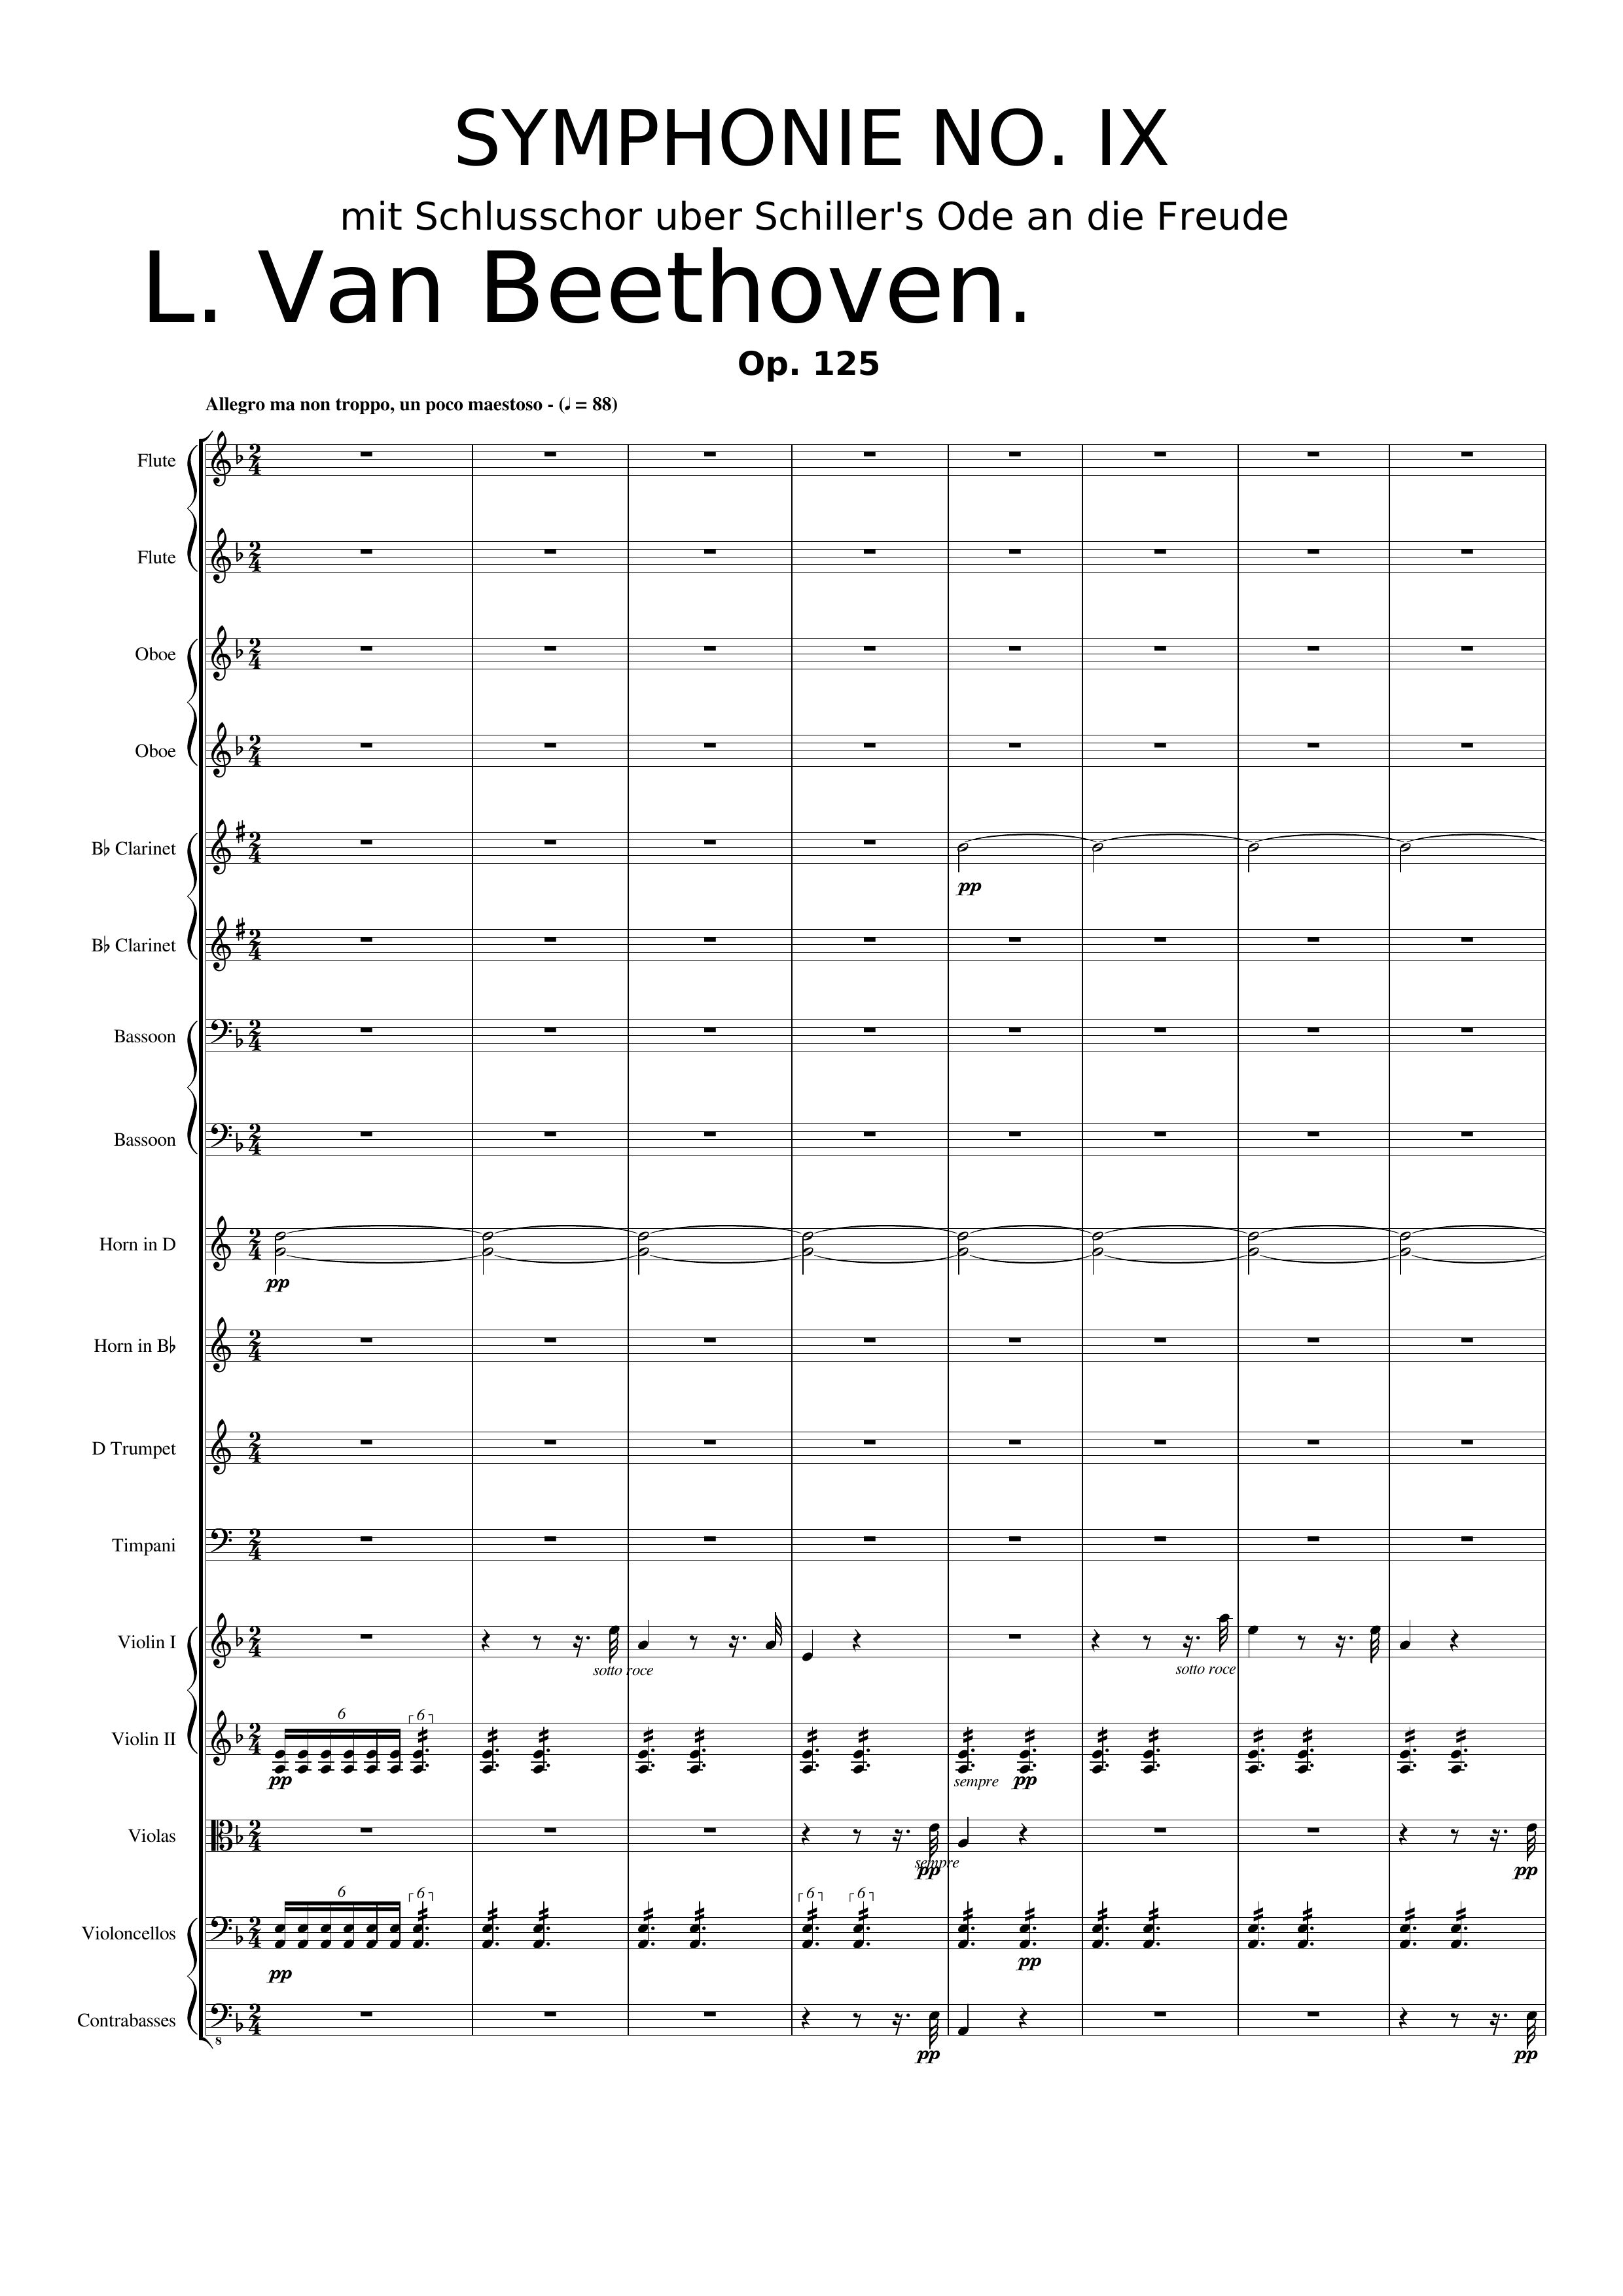 SYMPHONIE NO. IX
mit Schlusschor uber Schiller's Ode an die Freude
L. Van Beethoven.
Op. 125
Allegro ma non troppo, un poco maestoso - (♩ = 88)
Flute
Flute
Oboe
Oboe
B♭ Clarinet
pp
B♭ Clarinet
Bassoon
Bassoon
Horn in D
pp
Horn in B♭
D Trumpet
Timpani
Violin I
sotto roce sotto roce
6 6
Violin II
pp sempre pp
Violas
sempre
pp pp
6 6 6 6
Violoncellos
pp pp
Contrabasses
8
pp pp